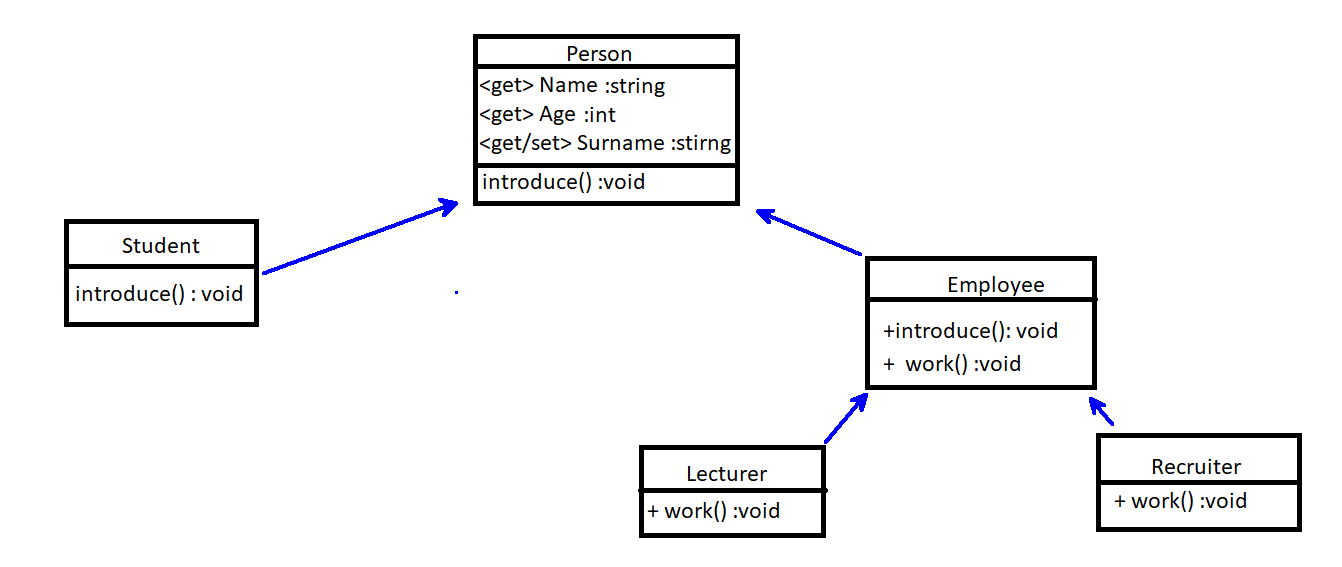 Person
<get> Name :string
<get> Age :int
<get/set> Surname :stirng
introduce() :void
Student
introduce() : void
Employee
+introduce(): void
+ work() :void
Lecturer
+ work() :void
Recruiter
+ work() :void